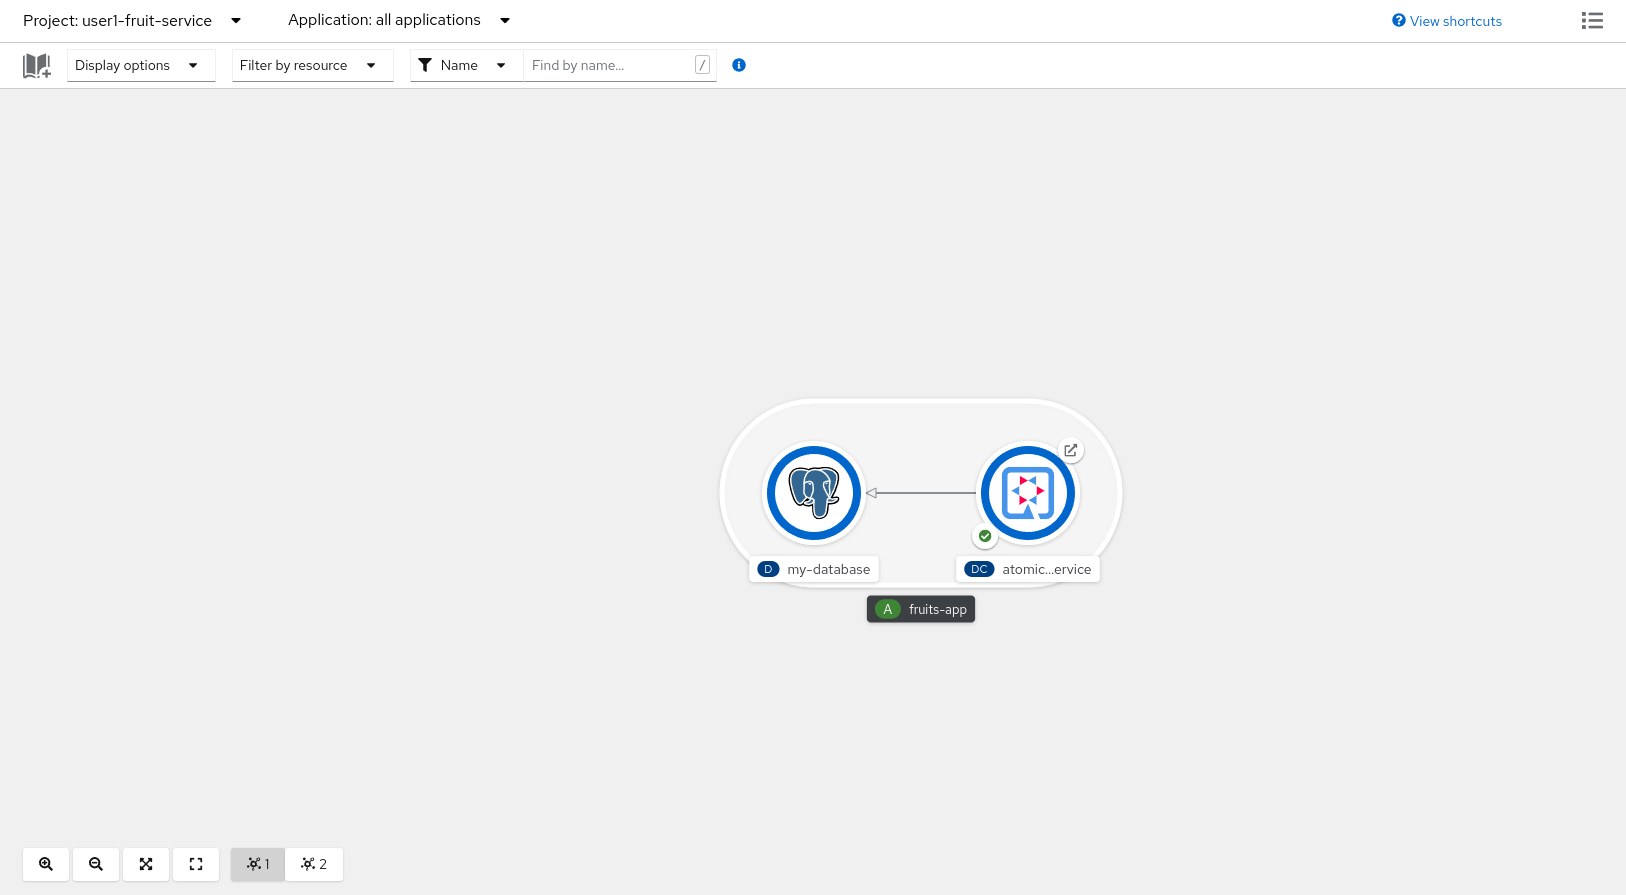 Project: user1-fruit-service
Application: all applications
View shortcuts
Display options
Filter by resource
Name
Find by name...
/
D my-database
DC atomic...ervice
A fruits-app
1
2